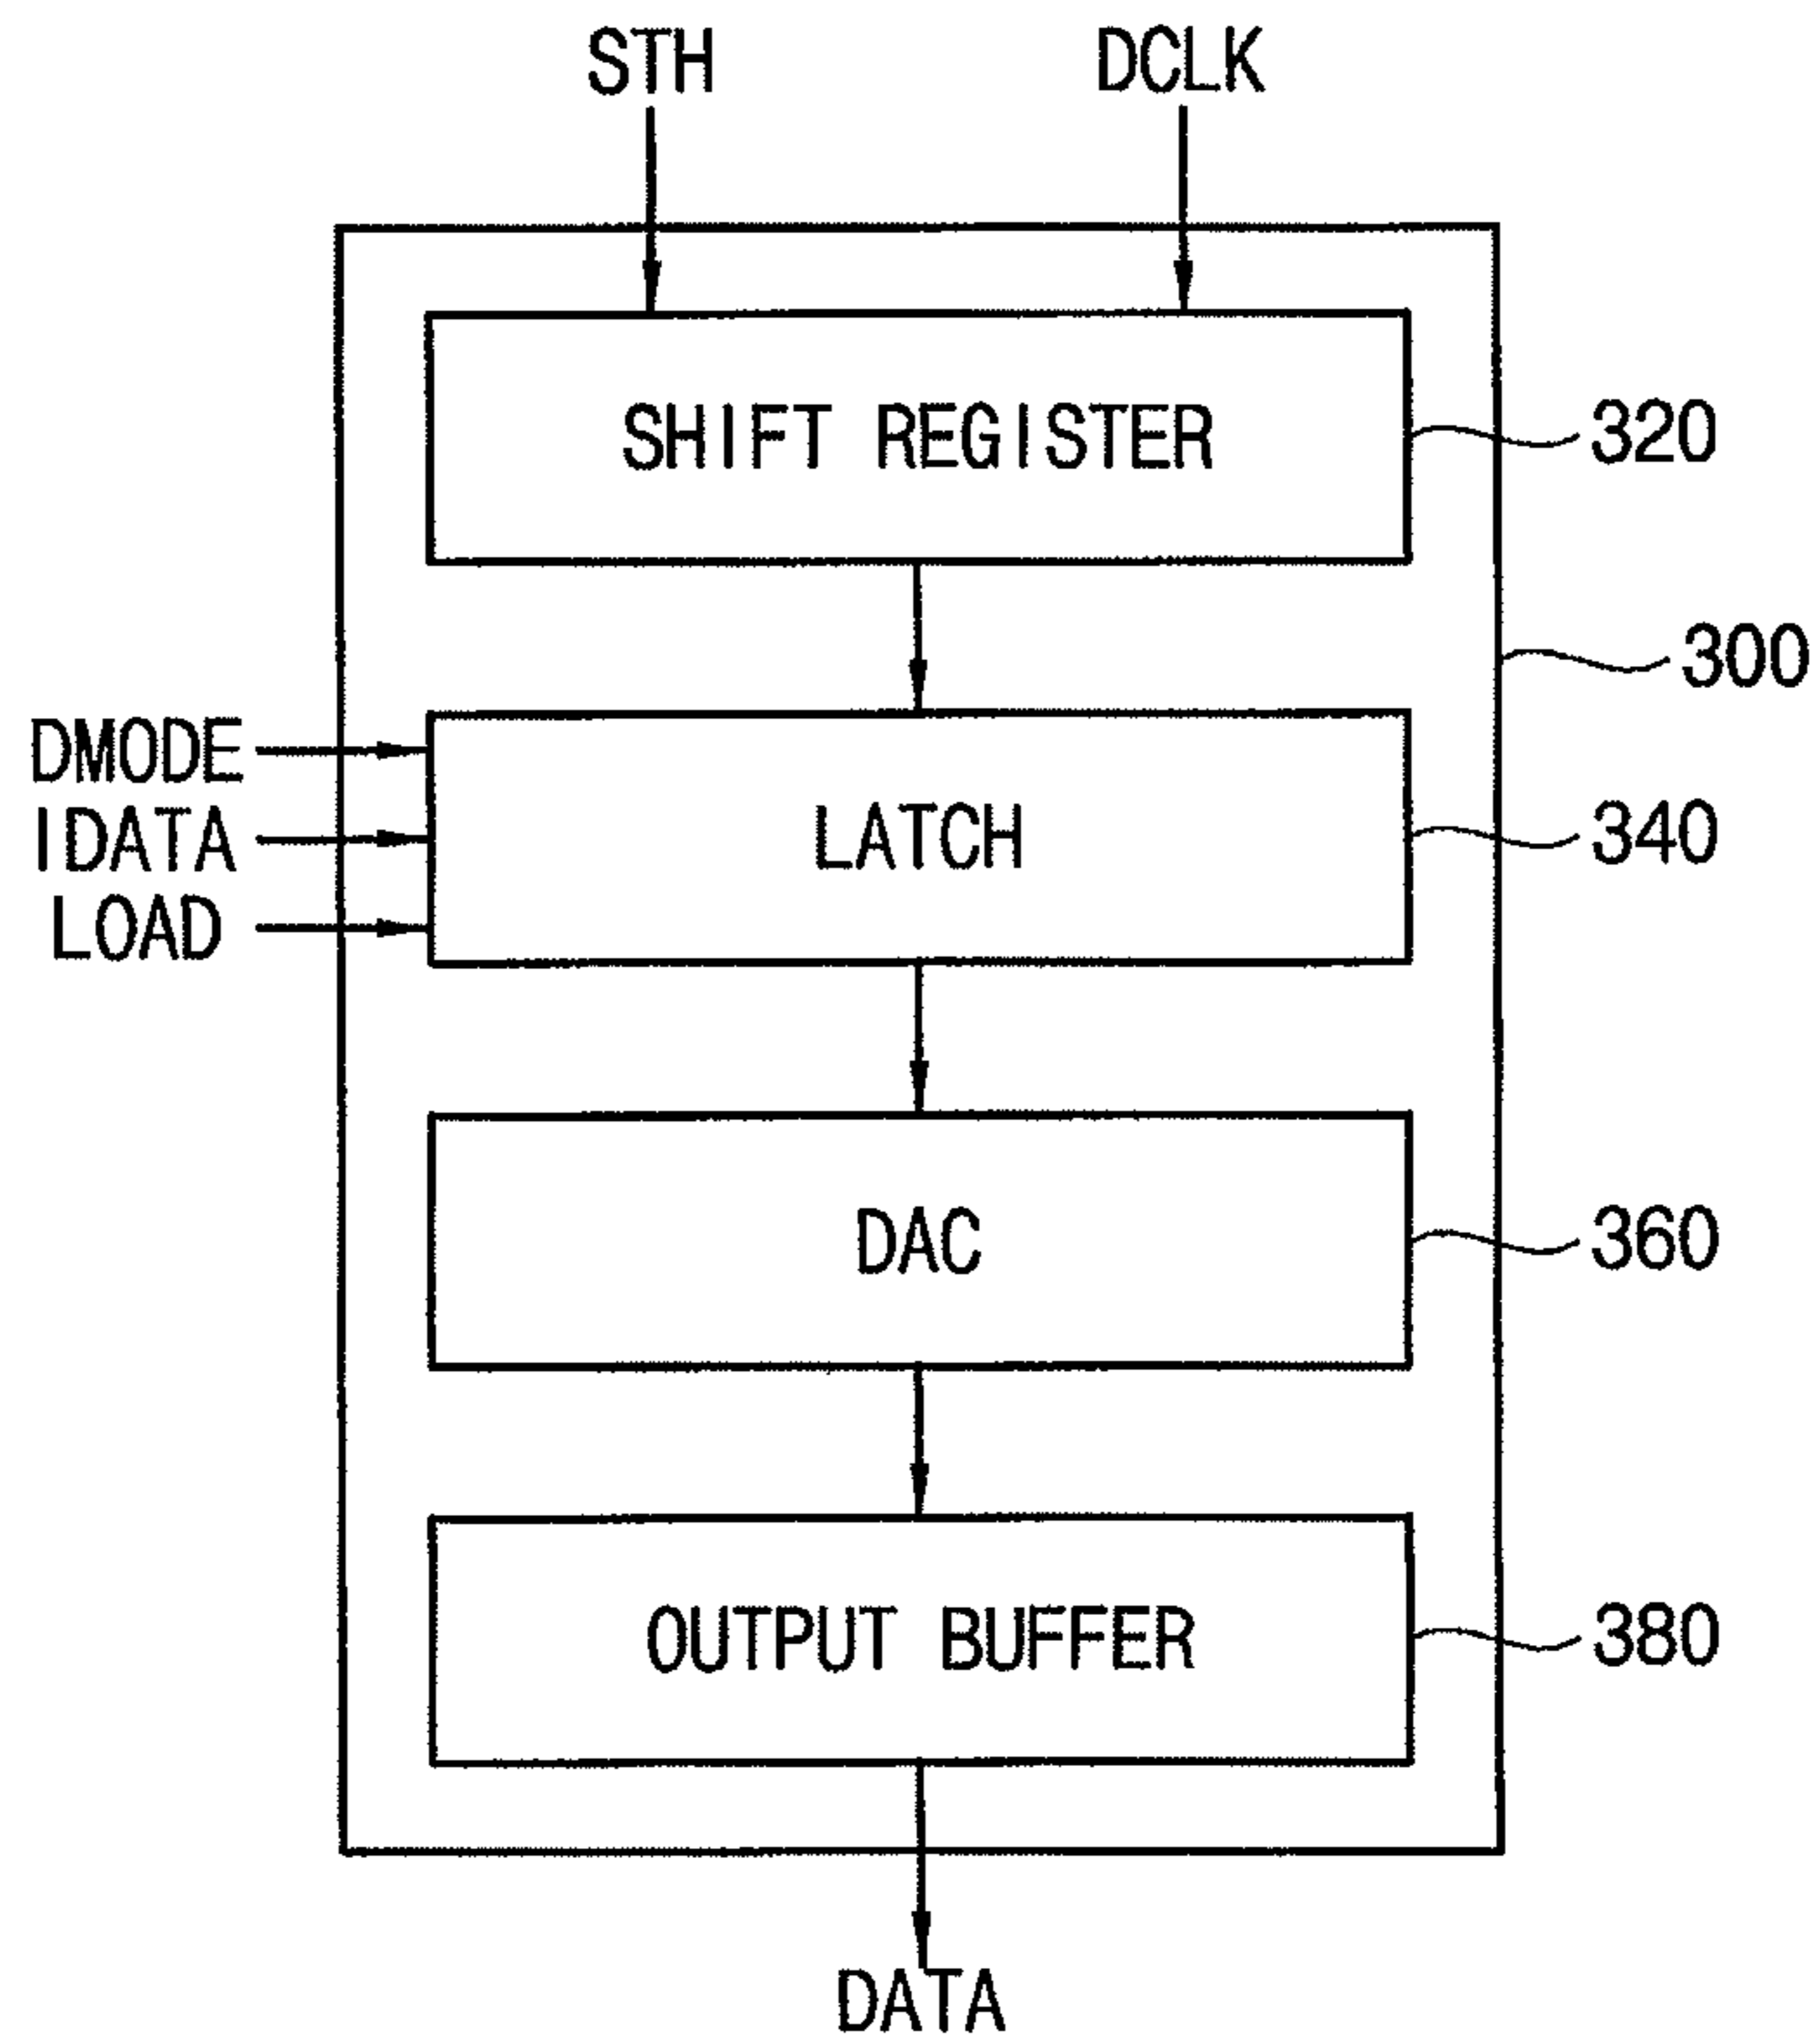 STH DCLK
SHIFT REGISTER 320
300
DMODE
IDATA LATCH 340
LOAD
DAC 360
OUTPUT BUFFER 380
DATA